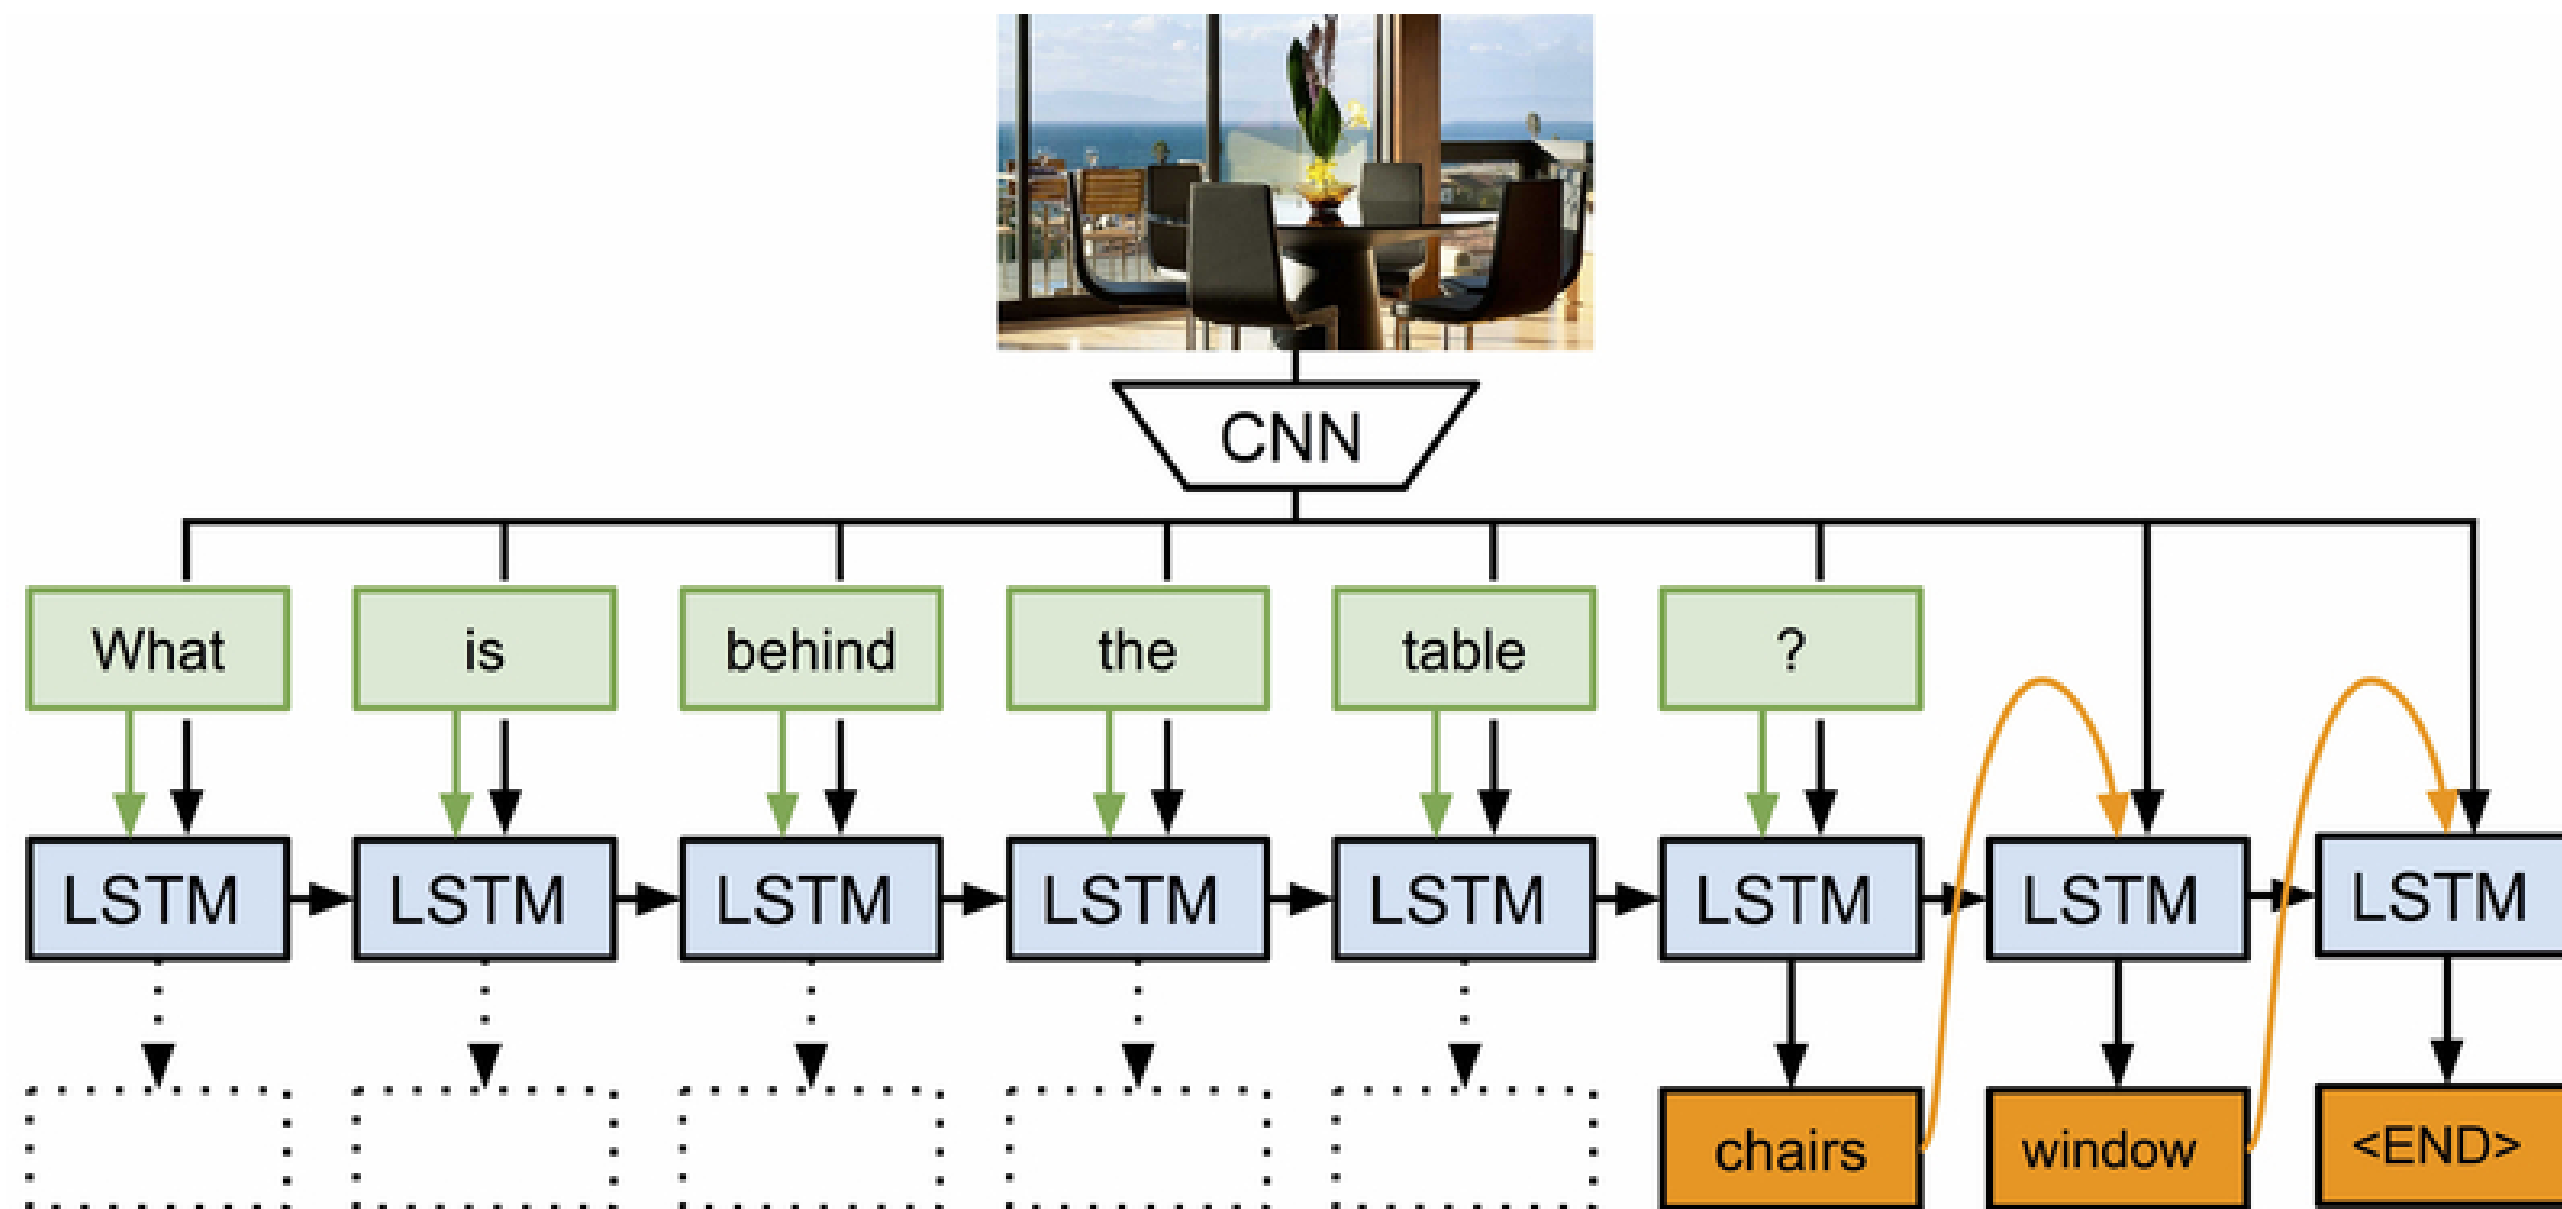 CNN
What is behind the table ?
LSTM LSTM LSTM LSTM LSTM LSTM LSTM LSTM
chairs window <END>